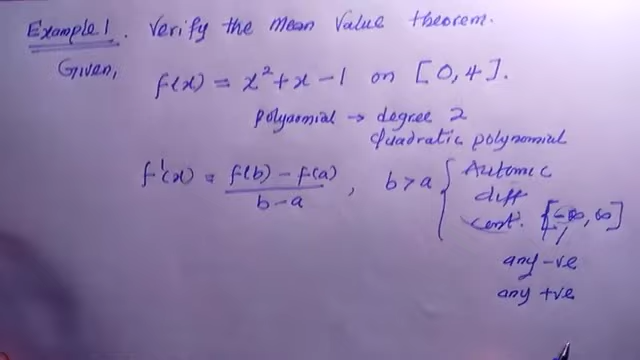 Example 1. Verify the mean value theorem.
Given,
f(x) = x² + x - 1 on [0, 4].
polynomial → degree 2
quadratic polynomial
f'(x) = f(b) - f(a) / b - a , b > a
diff
cont. [-∞, ∞]
any -ve
any +ve